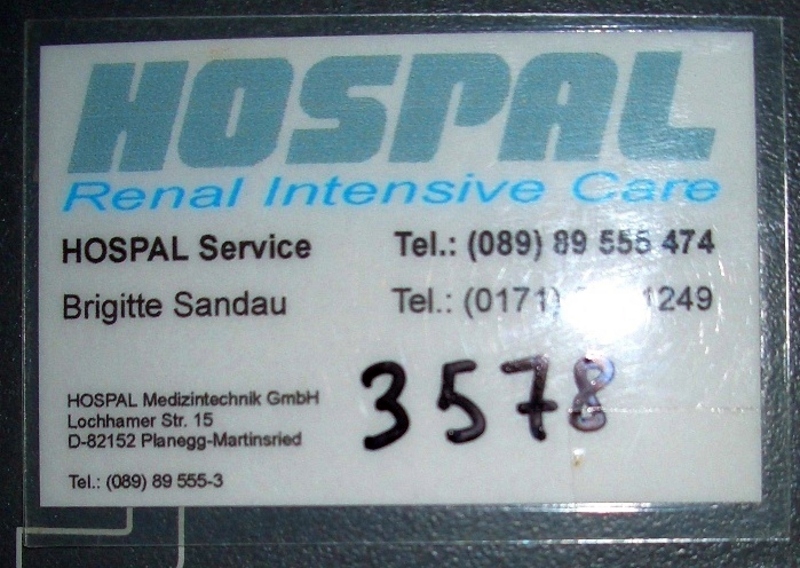 HOSPAL
Renal Intensive Care
HOSPAL Service Tel.: (089) 89 555 474
Brigitte Sandau Tel.: (0171) 1249
3578
HOSPAL Medizintechnik GmbH
Lochhamer Str. 15
D-82152 Planegg-Martinsried
Tel.: (089) 89 555-3